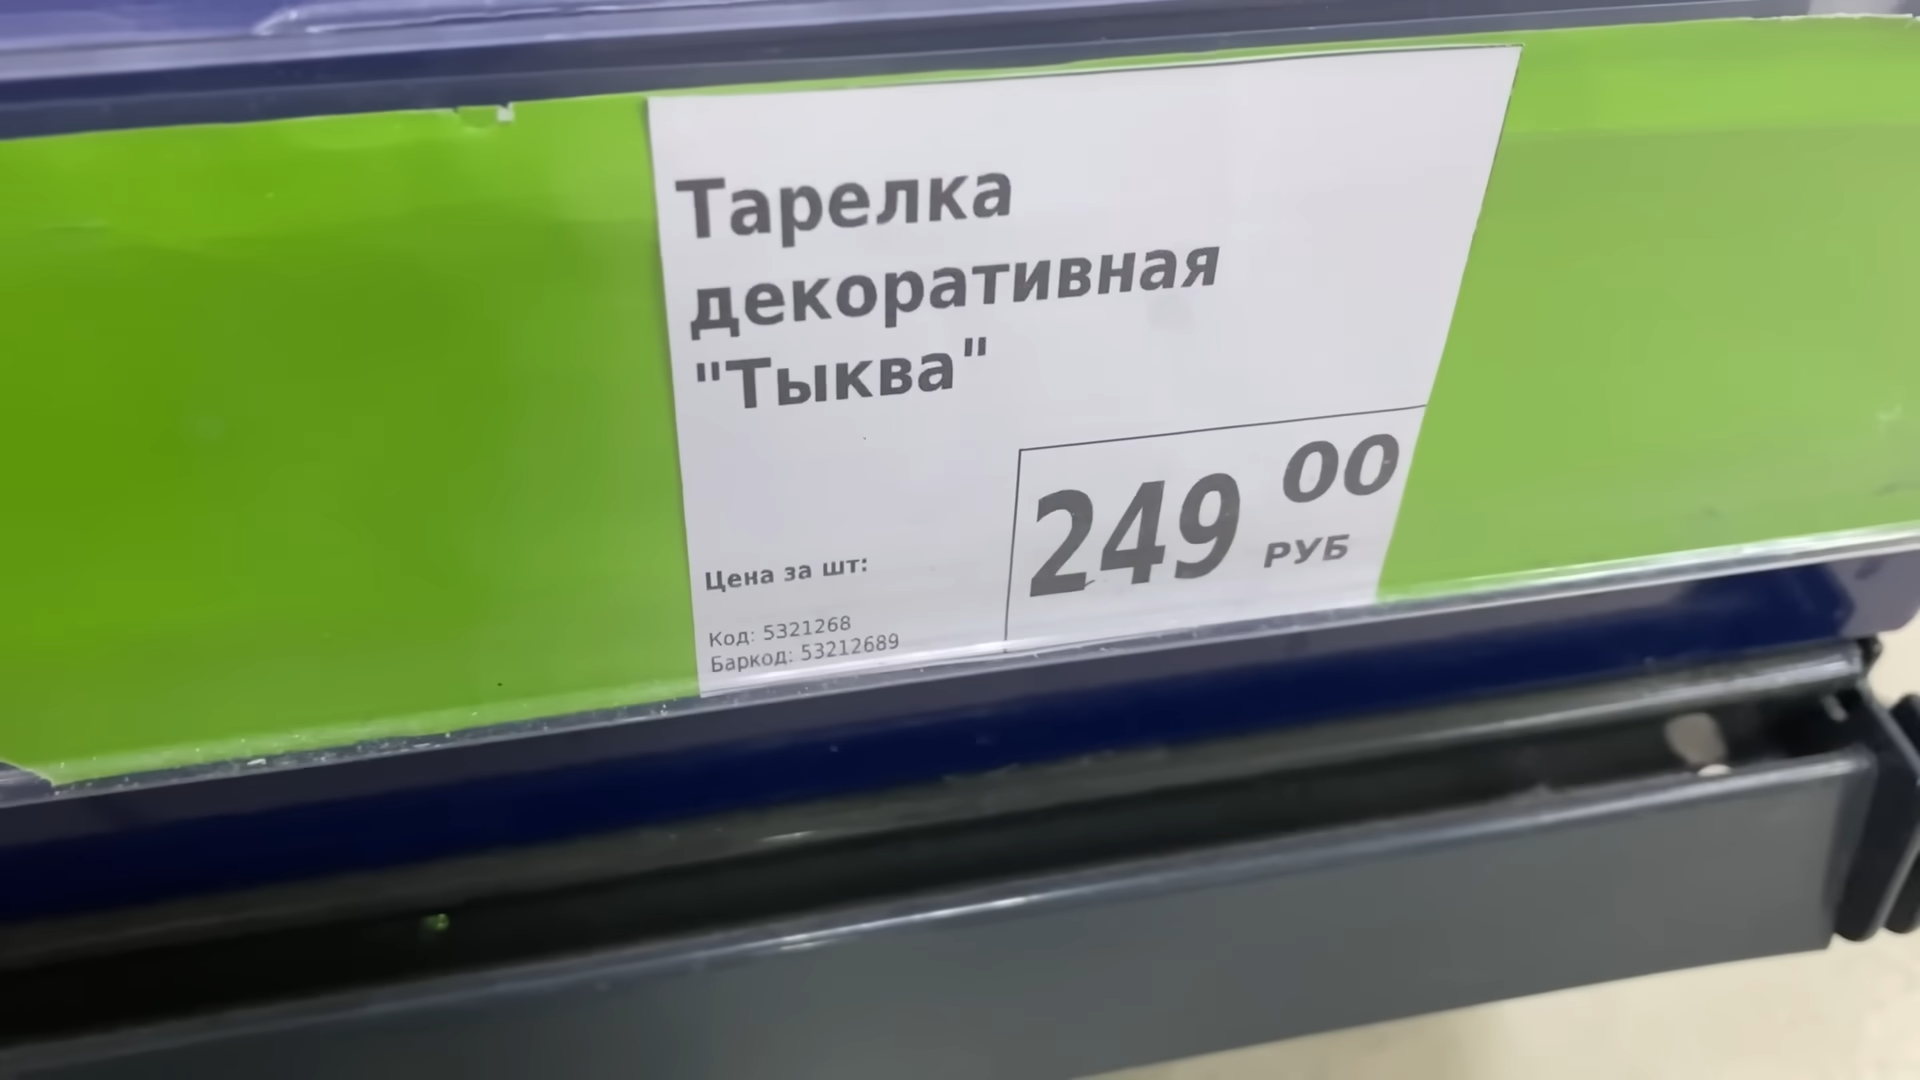 Тарелка
декоративная
"Тыква"
249 00
РУБ
Цена за шт:
Код: 5321268
Баркод: 53212689